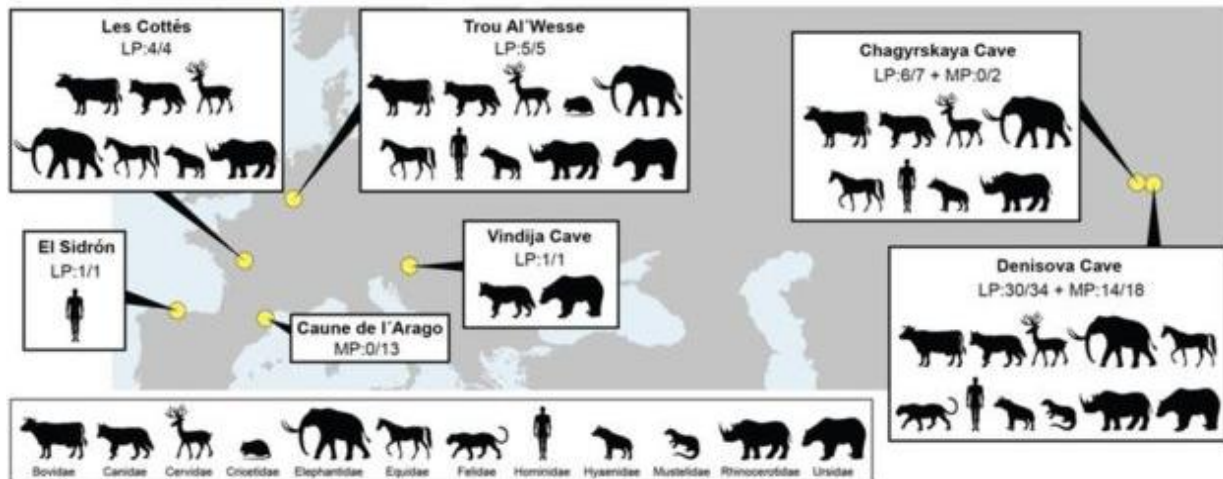 Les Cottés
LP:4/4
Trou Al´Wesse
LP:5/5
Chagyrskaya Cave
LP:6/7 + MP:0/2
El Sidrón
LP:1/1
Vindija Cave
LP:1/1
Caune de l´Arago
MP:0/13
Denisova Cave
LP:30/34 + MP:14/18
Bovidae Canidae Cervidae Cricetidae Elephantidae Equidae Felidae Hominidae Hyaenidae Mustelidae Rhinocerotidae Ursidae